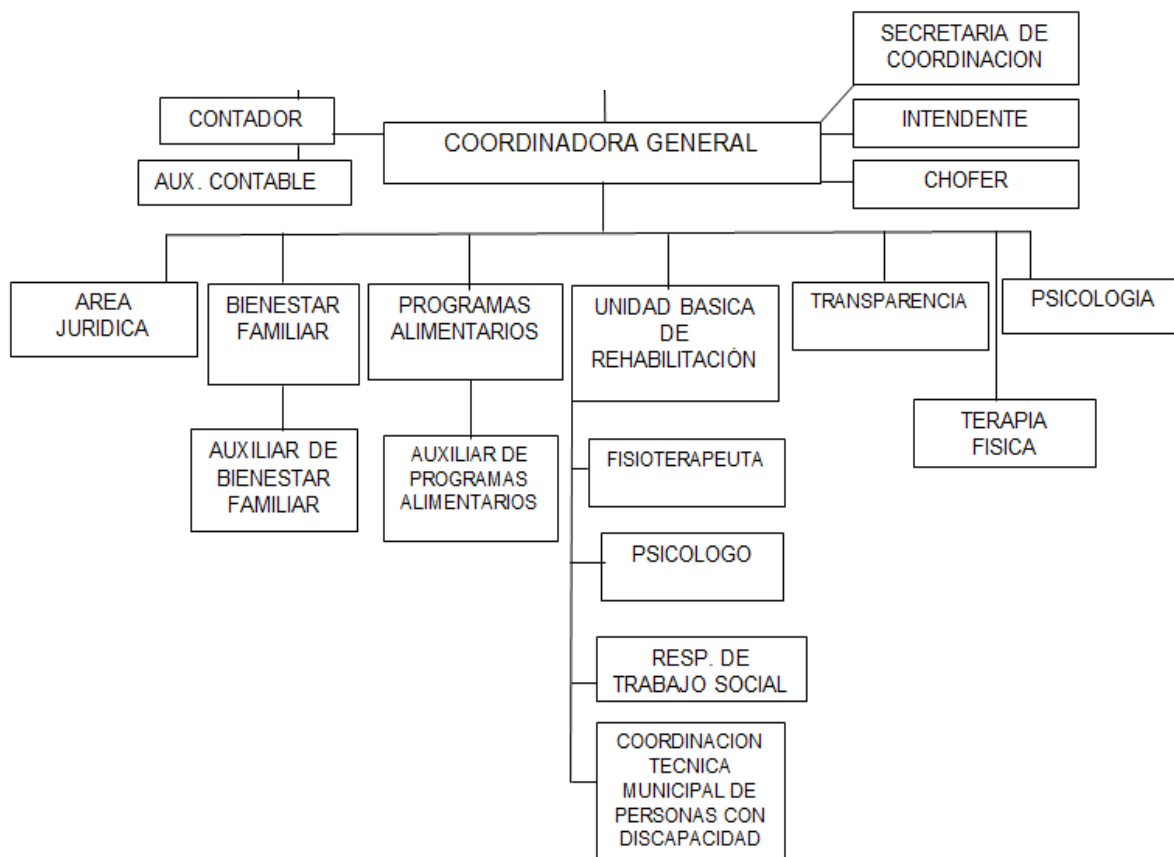 SECRETARIA DE
COORDINACION
CONTADOR
COORDINADORA GENERAL
INTENDENTE
AUX. CONTABLE
CHOFER
AREA
JURIDICA
BIENESTAR
FAMILIAR
PROGRAMAS
ALIMENTARIOS
UNIDAD BASICA
DE
REHABILITACIÓN
TRANSPARENCIA
PSICOLOGIA
AUXILIAR DE
BIENESTAR
FAMILIAR
AUXILIAR DE
PROGRAMAS
ALIMENTARIOS
FISIOTERAPEUTA
TERAPIA
FISICA
PSICOLOGO
RESP. DE
TRABAJO SOCIAL
COORDINACION
TECNICA
MUNICIPAL DE
PERSONAS CON
DISCAPACIDAD